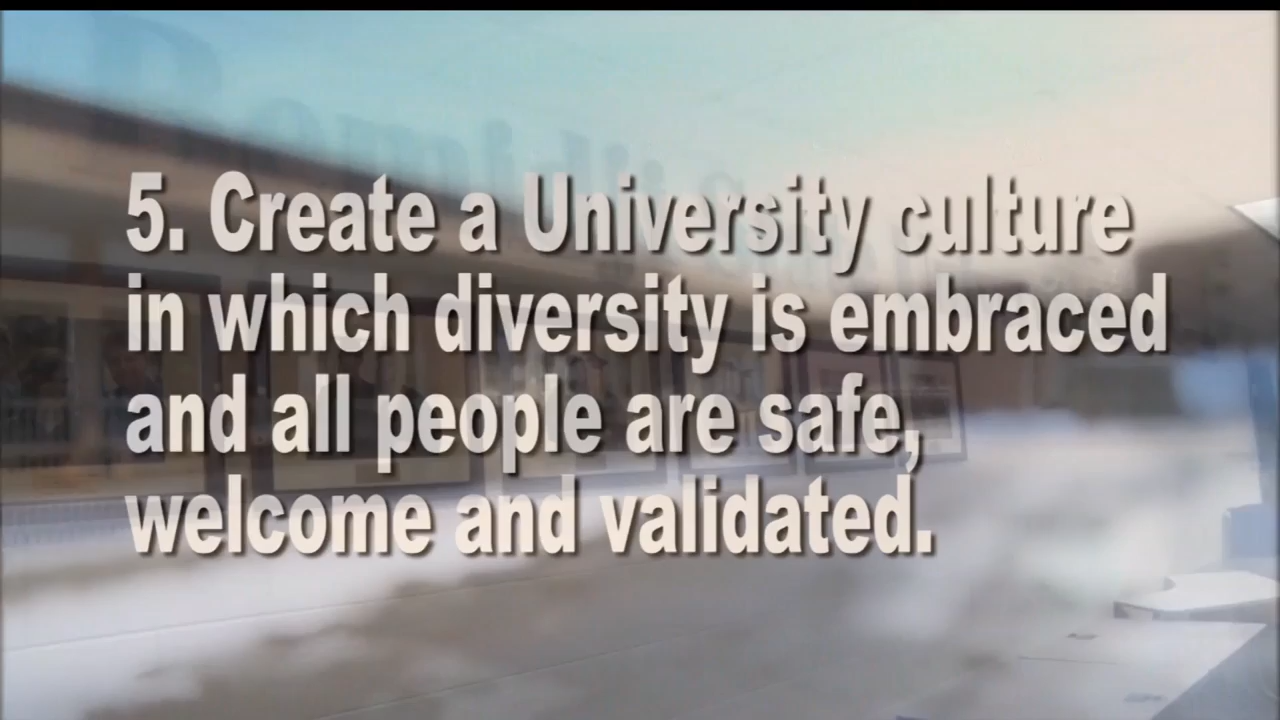 5. Create a University culture
in which diversity is embraced
and all people are safe,
welcome and validated.